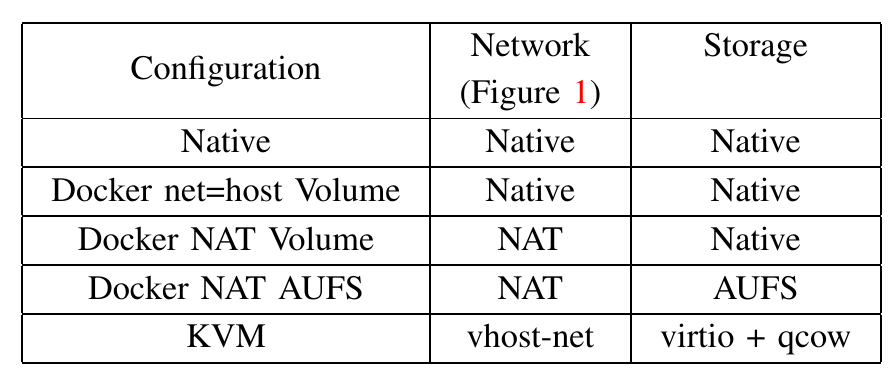 Configuration Network Storage
(Figure 1)
Native Native Native
Docker net=host Volume Native Native
Docker NAT Volume NAT Native
Docker NAT AUFS NAT AUFS
KVM vhost-net virtio + qcow